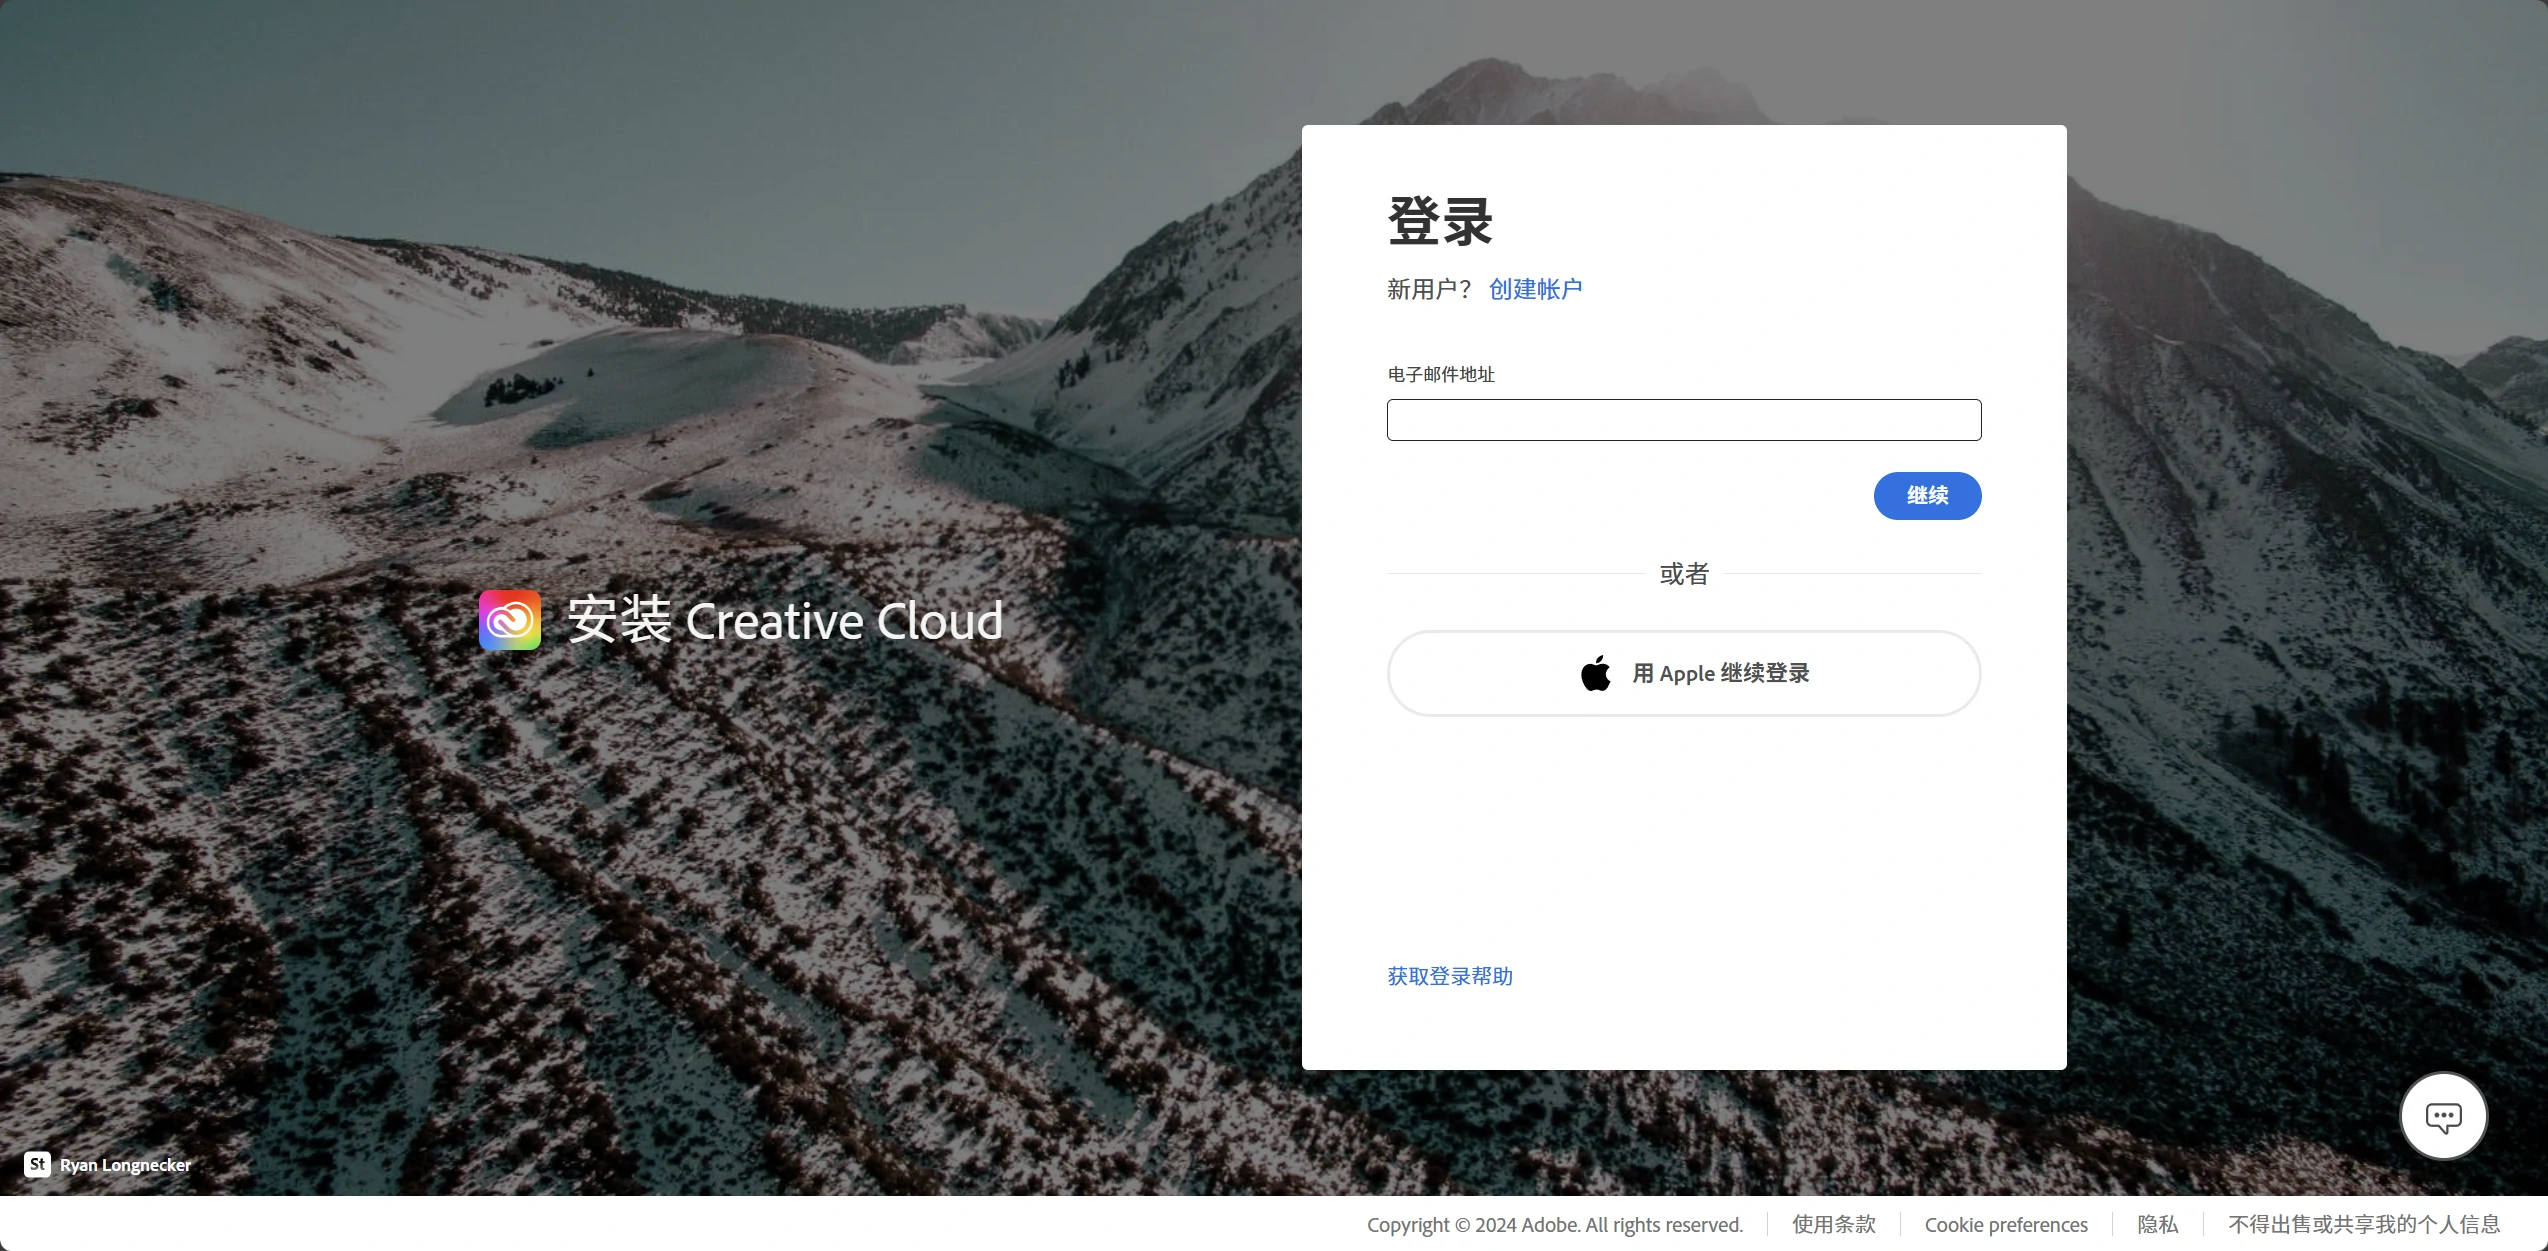 登录
新用户？ 创建帐户
电子邮件地址
继续
或者
安装 Creative Cloud
用 Apple 继续登录
获取登录帮助
St Ryan Longnecker
Copyright © 2024 Adobe. All rights reserved. 使用条款 Cookie preferences 隐私 不得出售或共享我的个人信息